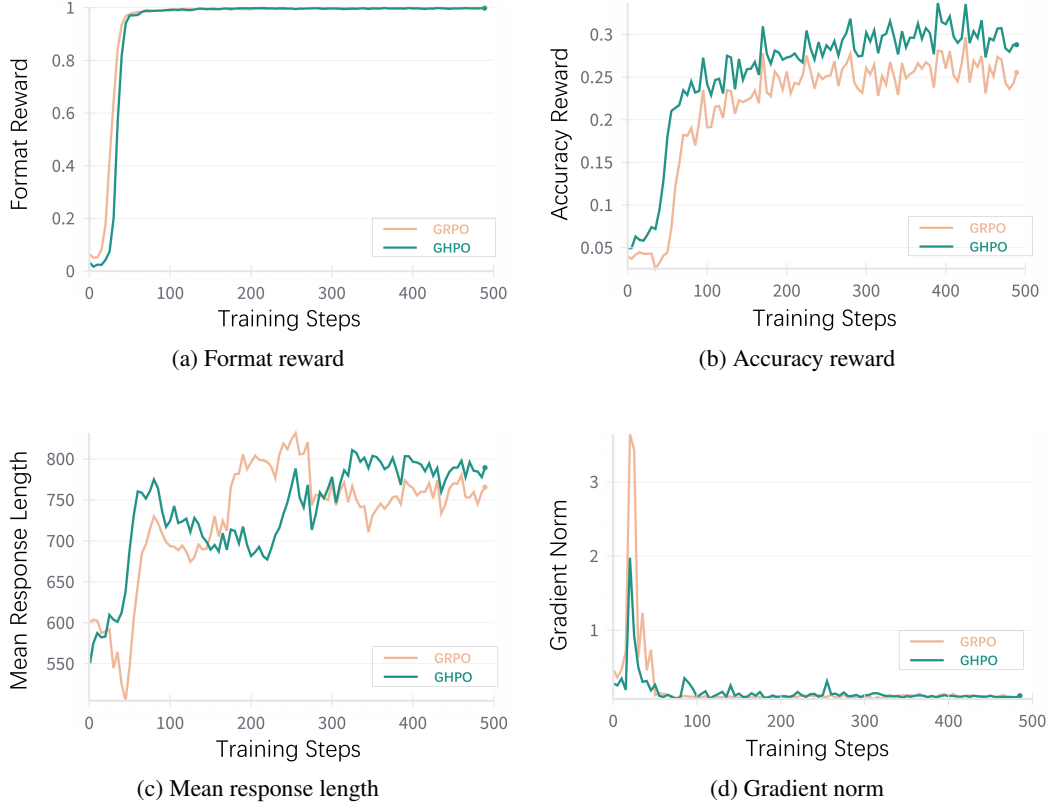 Format Reward
1
0.8
0.6
0.4
0.2
0
0 100 200 300 400 500
GRPO
GHPO
Training Steps
(a) Format reward
Accuracy Reward
0.3
0.25
0.2
0.15
0.1
0.05
0 100 200 300 400 500
GRPO
GHPO
Training Steps
(b) Accuracy reward
Mean Response Length
800
750
700
650
600
550
0 100 200 300 400 500
GRPO
GHPO
Training Steps
(c) Mean response length
Gradient Norm
3
2
1
0 100 200 300 400 500
GRPO
GHPO
Training Steps
(d) Gradient norm